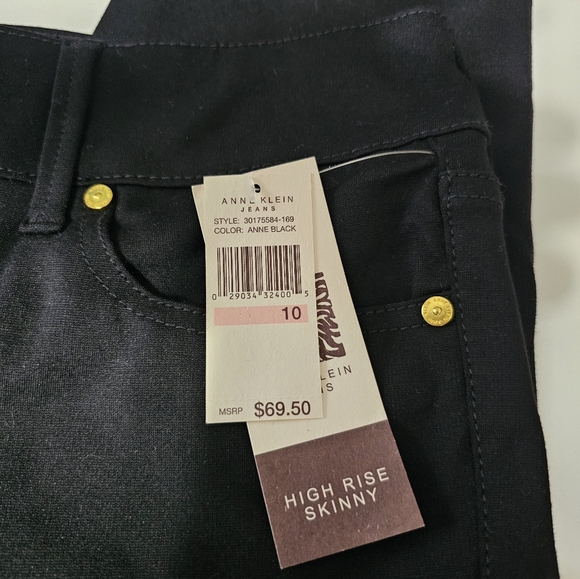 ANNE KLEIN
JEANS
STYLE: 30175584-169
COLOR: ANNE BLACK
0 29034 32400 5
10
MSRP $69.50
LEIN
NS
HIGH RISE
SKINNY